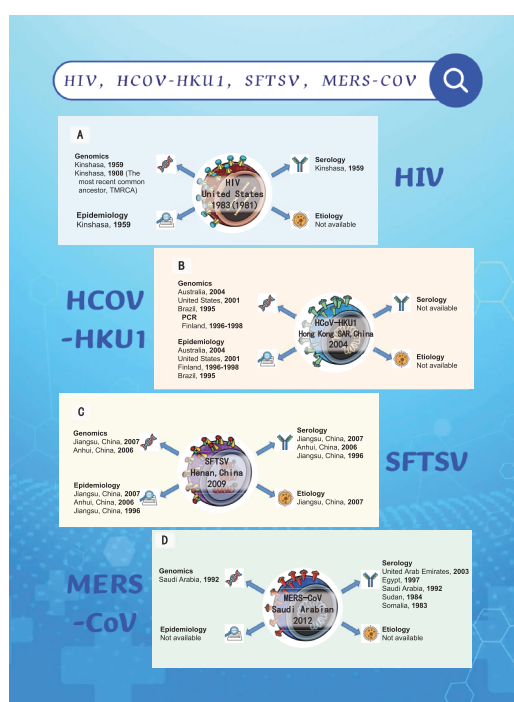 HIV, HCOV-HKU1, SFTSV, MERS-COV
A
Genomics
Kinshasa, 1959
Kinshasa, 1908 (The
most recent common
ancestor, TMRCA)
Serology
Kinshasa, 1959
HIV
United States
1983(1981)
Epidemiology
Kinshasa, 1959
Etiology
Not available
HIV
B
Genomics
Australia, 2004
United States, 2001
Brazil, 1995
PCR
Finland, 1996-1998
Serology
Not available
HCoV-HKU1
Hong Kong SAR,China
2004
Epidemiology
Australia, 2004
United States, 2001
Finland, 1996-1998
Brazil, 1995
Etiology
Not available
HCOV
-HKU1
C
Genomics
Jiangsu, China, 2007
Anhui, China, 2006
Serology
Jiangsu, China, 2007
Anhui, China, 2006
Jiangsu, China, 1996
SFTSV
Henan,China
2009
Epidemiology
Jiangsu, China, 2007
Anhui, China, 2006
Jiangsu, China, 1996
Etiology
Jiangsu, China, 2007
SFTSV
D
Genomics
Saudi Arabia, 1992
Serology
United Arab Emirates, 2003
Egypt, 1997
Saudi Arabia, 1992
Sudan, 1984
Somalia, 1983
MERS-CoV
Saudi Arabian
2012
Epidemiology
Not available
Etiology
Not available
MERS
-CoV